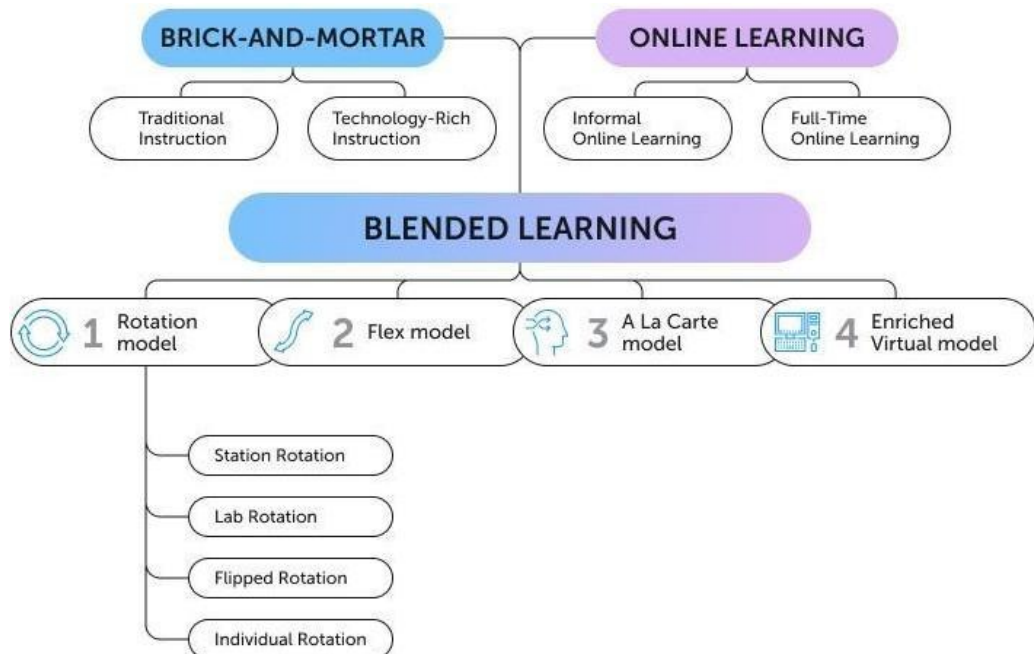 BRICK-AND-MORTAR
ONLINE LEARNING
Traditional
Instruction
Technology-Rich
Instruction
Informal
Online Learning
Full-Time
Online Learning
BLENDED LEARNING
1 Rotation
model
2 Flex model
3 A La Carte
model
4 Enriched
Virtual model
Station Rotation
Lab Rotation
Flipped Rotation
Individual Rotation